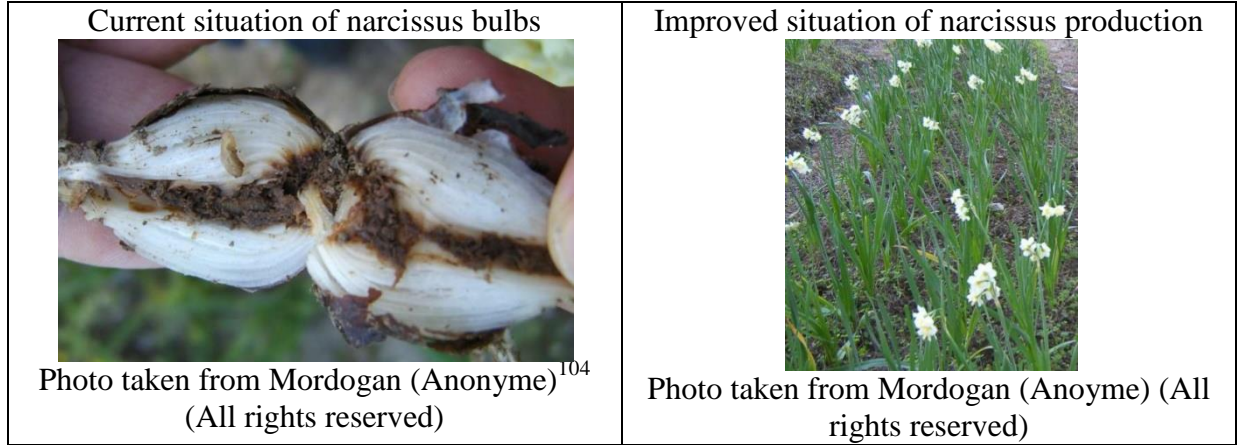 Current situation of narcissus bulbs
Photo taken from Mordogan (Anonyme)104
(All rights reserved)
Improved situation of narcissus production
Photo taken from Mordogan (Anoyme) (All
rights reserved)